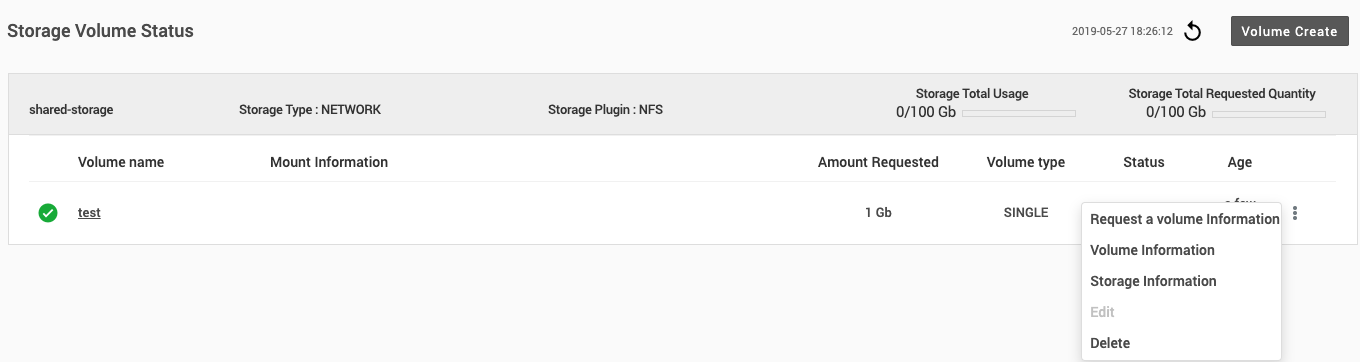 Storage Volume Status
2019-05-27 18:26:12
Volume Create
shared-storage
Storage Type : NETWORK
Storage Plugin : NFS
Storage Total Usage
0/100 Gb
Storage Total Requested Quantity
0/100 Gb
Volume name
Mount Information
Amount Requested
Volume type
Status
Age
test
1 Gb
SINGLE
a few
Request a volume Information
Volume Information
Storage Information
Edit
Delete